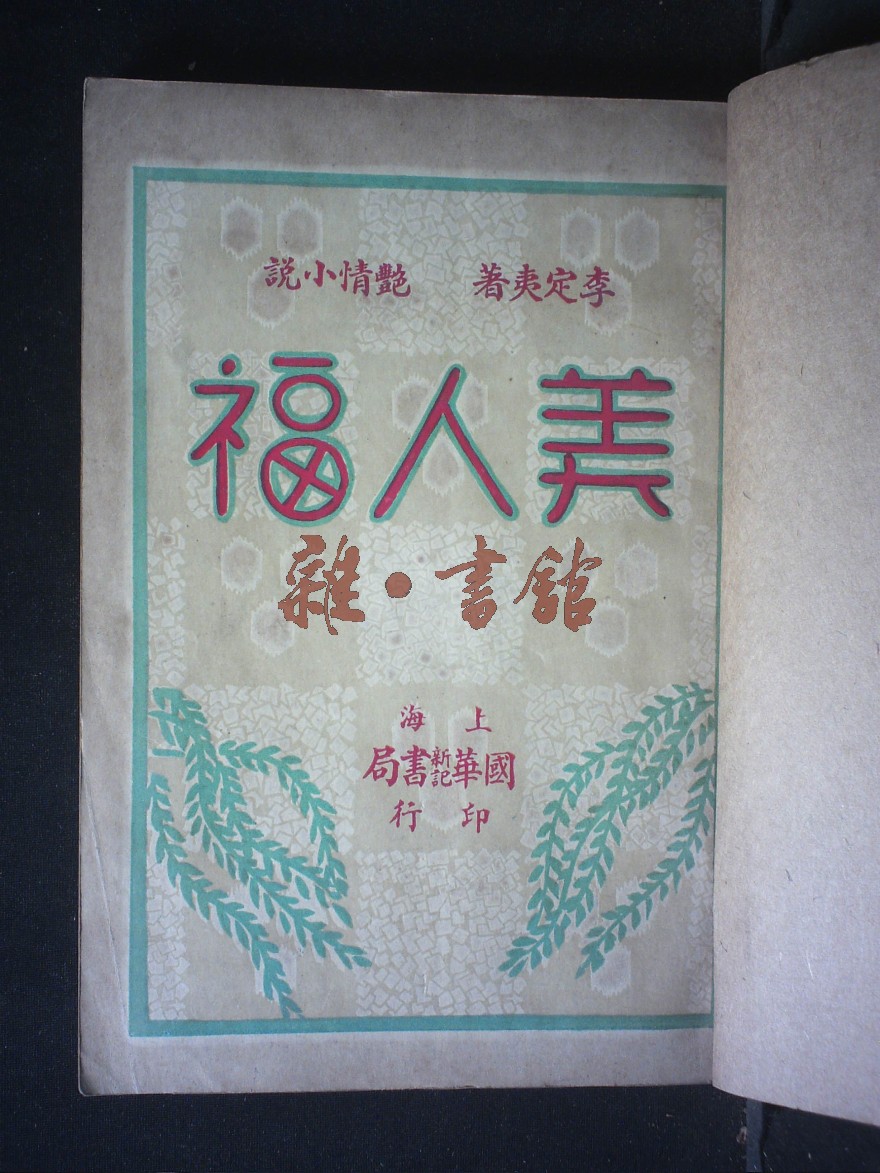 李定夷著 艷情小説
美人福
雜·書館
上海
國華新記書局
印行